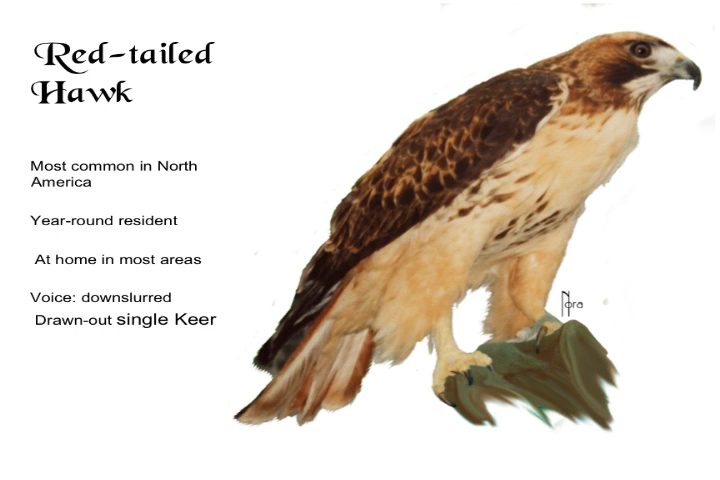 Red-tailed
Hawk
Most common in North
America
Year-round resident
At home in most areas
Voice: downslurred
Drawn-out single Keer
Nora